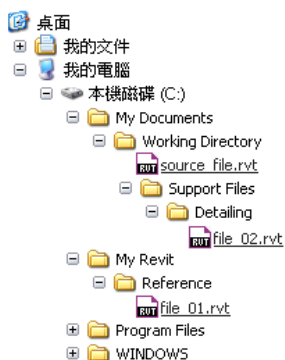 桌面
我的文件
我的電腦
本機磁碟 (C:)
My Documents
Working Directory
source_file.rvt
Support Files
Detailing
file_02.rvt
My Revit
Reference
file_01.rvt
Program Files
WINDOWS